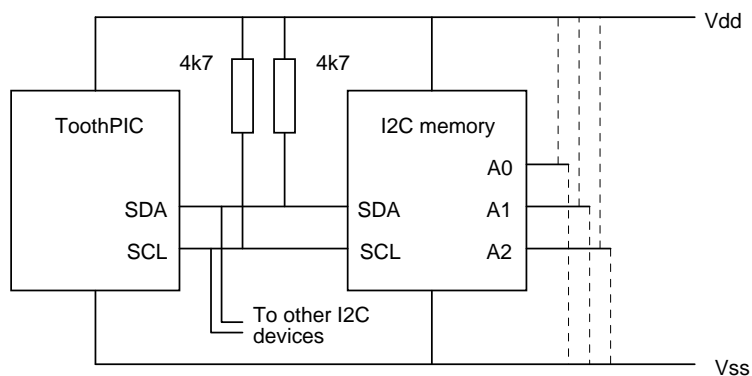 Vdd
4k7
4k7
ToothPIC
I2C memory
A0
SDA
SDA
A1
SCL
SCL
A2
To other I2C
devices
Vss